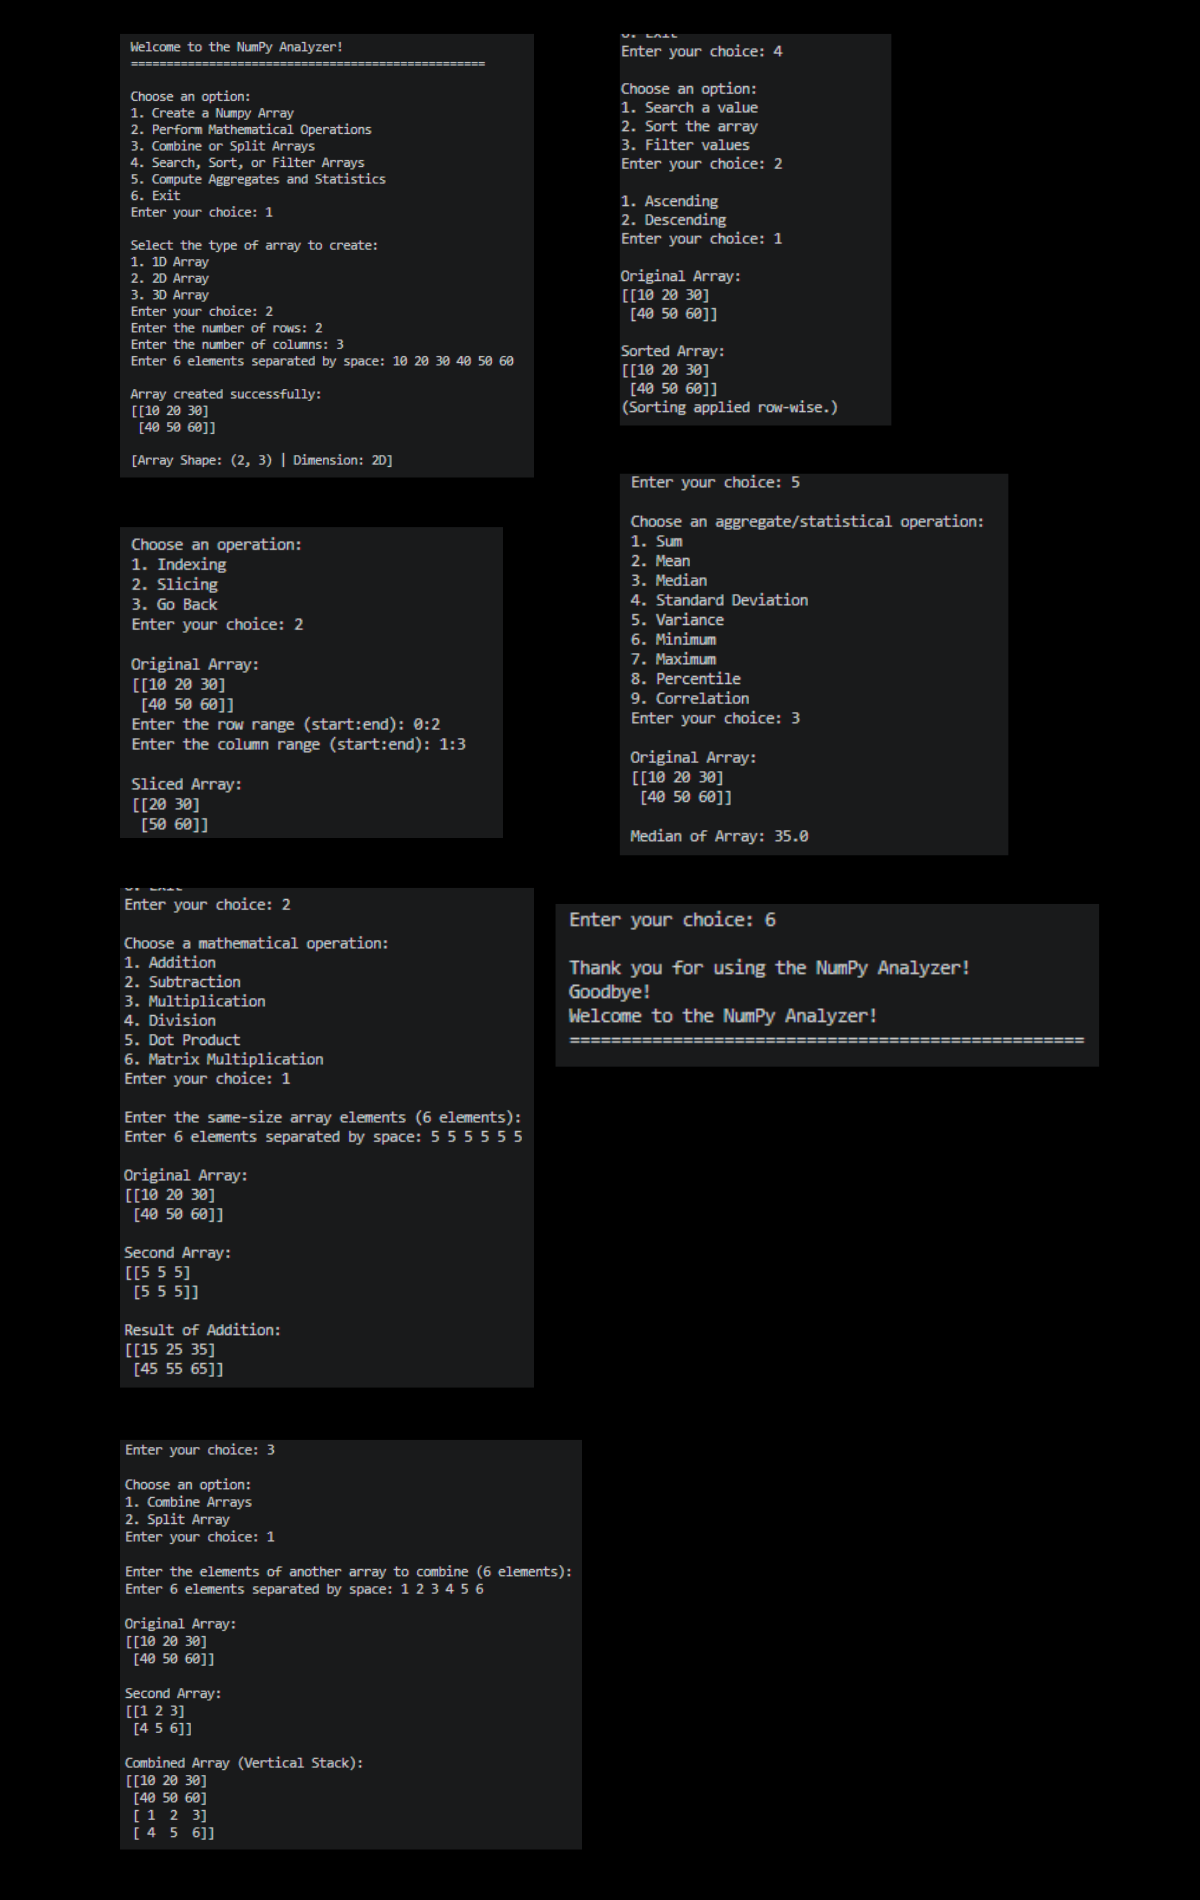 Welcome to the NumPy Analyzer!
==================================================
Choose an option:
1. Create a Numpy Array
2. Perform Mathematical Operations
3. Combine or Split Arrays
4. Search, Sort, or Filter Arrays
5. Compute Aggregates and Statistics
6. Exit
Enter your choice: 1
Select the type of array to create:
1. 1D Array
2. 2D Array
3. 3D Array
Enter your choice: 2
Enter the number of rows: 2
Enter the number of columns: 3
Enter 6 elements separated by space: 10 20 30 40 50 60
Array created successfully:
[[10 20 30]
 [40 50 60]]
[Array Shape: (2, 3) | Dimension: 2D]
Choose an operation:
1. Indexing
2. Slicing
3. Go Back
Enter your choice: 2
Original Array:
[[10 20 30]
 [40 50 60]]
Enter the row range (start:end): 0:2
Enter the column range (start:end): 1:3
Sliced Array:
[[20 30]
 [50 60]]
Enter your choice: 2
Choose a mathematical operation:
1. Addition
2. Subtraction
3. Multiplication
4. Division
5. Dot Product
6. Matrix Multiplication
Enter your choice: 1
Enter the same-size array elements (6 elements):
Enter 6 elements separated by space: 5 5 5 5 5 5
Original Array:
[[10 20 30]
 [40 50 60]]
Second Array:
[[5 5 5]
 [5 5 5]]
Result of Addition:
[[15 25 35]
 [45 55 65]]
Enter your choice: 3
Choose an option:
1. Combine Arrays
2. Split Array
Enter your choice: 1
Enter the elements of another array to combine (6 elements):
Enter 6 elements separated by space: 1 2 3 4 5 6
Original Array:
[[10 20 30]
 [40 50 60]]
Second Array:
[[1 2 3]
 [4 5 6]]
Combined Array (Vertical Stack):
[[10 20 30]
 [40 50 60]
 [ 1  2  3]
 [ 4  5  6]]
Enter your choice: 4
Choose an option:
1. Search a value
2. Sort the array
3. Filter values
Enter your choice: 2
1. Ascending
2. Descending
Enter your choice: 1
Original Array:
[[10 20 30]
 [40 50 60]]
Sorted Array:
[[10 20 30]
 [40 50 60]]
(Sorting applied row-wise.)
Enter your choice: 5
Choose an aggregate/statistical operation:
1. Sum
2. Mean
3. Median
4. Standard Deviation
5. Variance
6. Minimum
7. Maximum
8. Percentile
9. Correlation
Enter your choice: 3
Original Array:
[[10 20 30]
 [40 50 60]]
Median of Array: 35.0
Enter your choice: 6
Thank you for using the NumPy Analyzer!
Goodbye!
Welcome to the NumPy Analyzer!
==================================================